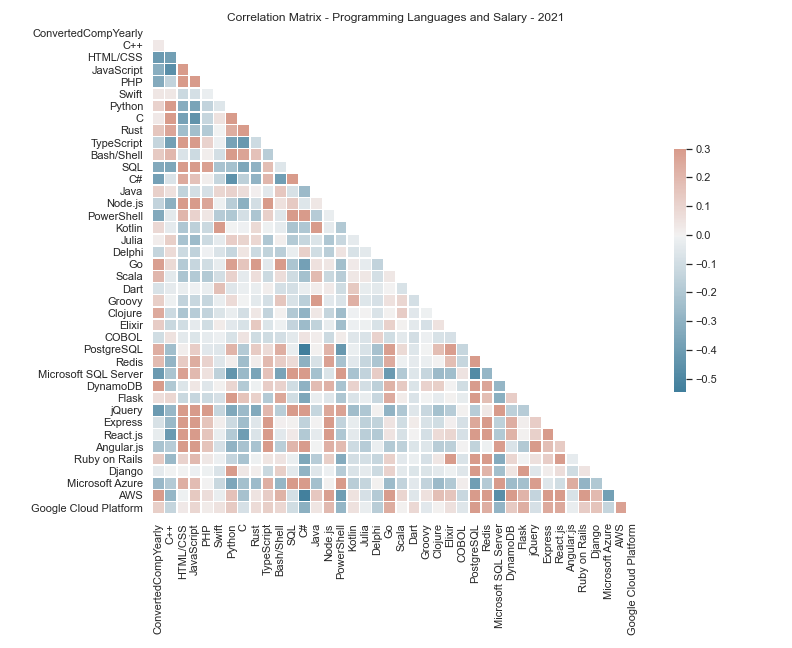 Correlation Matrix - Programming Languages and Salary - 2021
ConvertedCompYearly
C++
HTML/CSS
JavaScript
PHP
Swift
Python
C
Rust
TypeScript
Bash/Shell
SQL
C#
Java
Node.js
PowerShell
Kotlin
Julia
Delphi
Go
Scala
Dart
Groovy
Clojure
Elixir
COBOL
PostgreSQL
Redis
Microsoft SQL Server
DynamoDB
Flask
jQuery
Express
React.js
Angular.js
Ruby on Rails
Django
Microsoft Azure
AWS
Google Cloud Platform
ConvertedCompYearly
C++
HTML/CSS
JavaScript
PHP
Swift
Python
C
Rust
TypeScript
Bash/Shell
SQL
C#
Java
Node.js
PowerShell
Kotlin
Julia
Delphi
Go
Scala
Dart
Groovy
Clojure
Elixir
COBOL
PostgreSQL
Redis
Microsoft SQL Server
DynamoDB
Flask
jQuery
Express
React.js
Angular.js
Ruby on Rails
Django
Microsoft Azure
AWS
Google Cloud Platform
0.3
0.2
0.1
0.0
−0.1
−0.2
−0.3
−0.4
−0.5